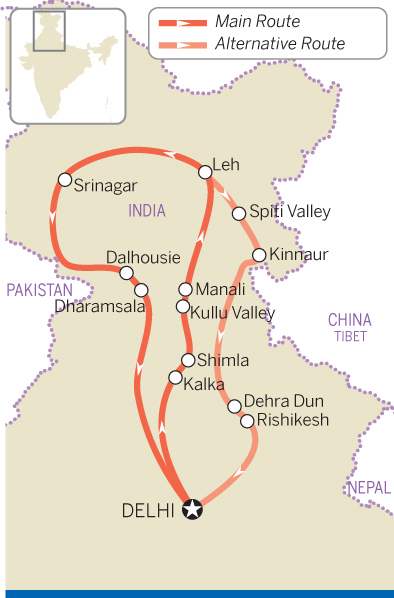 Main Route
Alternative Route
Leh
Srinagar
INDIA
Spiti Valley
Dalhousie
Kinnaur
PAKISTAN
Manali
Dharamsala
Kullu Valley
CHINA
TIBET
Shimla
Kalka
Dehra Dun
Rishikesh
NEPAL
DELHI